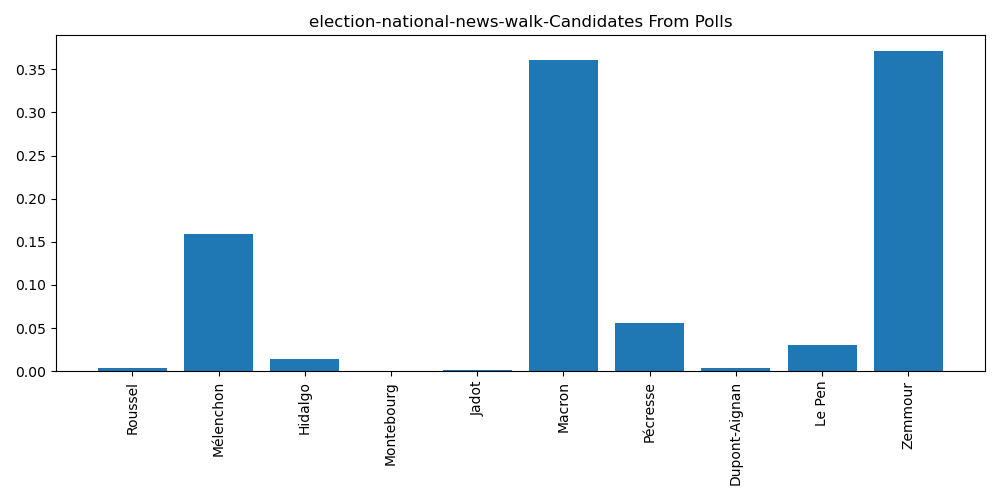 election-national-news-walk-Candidates From Polls
0.35
0.30
0.25
0.20
0.15
0.10
0.05
0.00
Roussel
Mélenchon
Hidalgo
Montebourg
Jadot
Macron
Pécresse
Dupont-Aignan
Le Pen
Zemmour